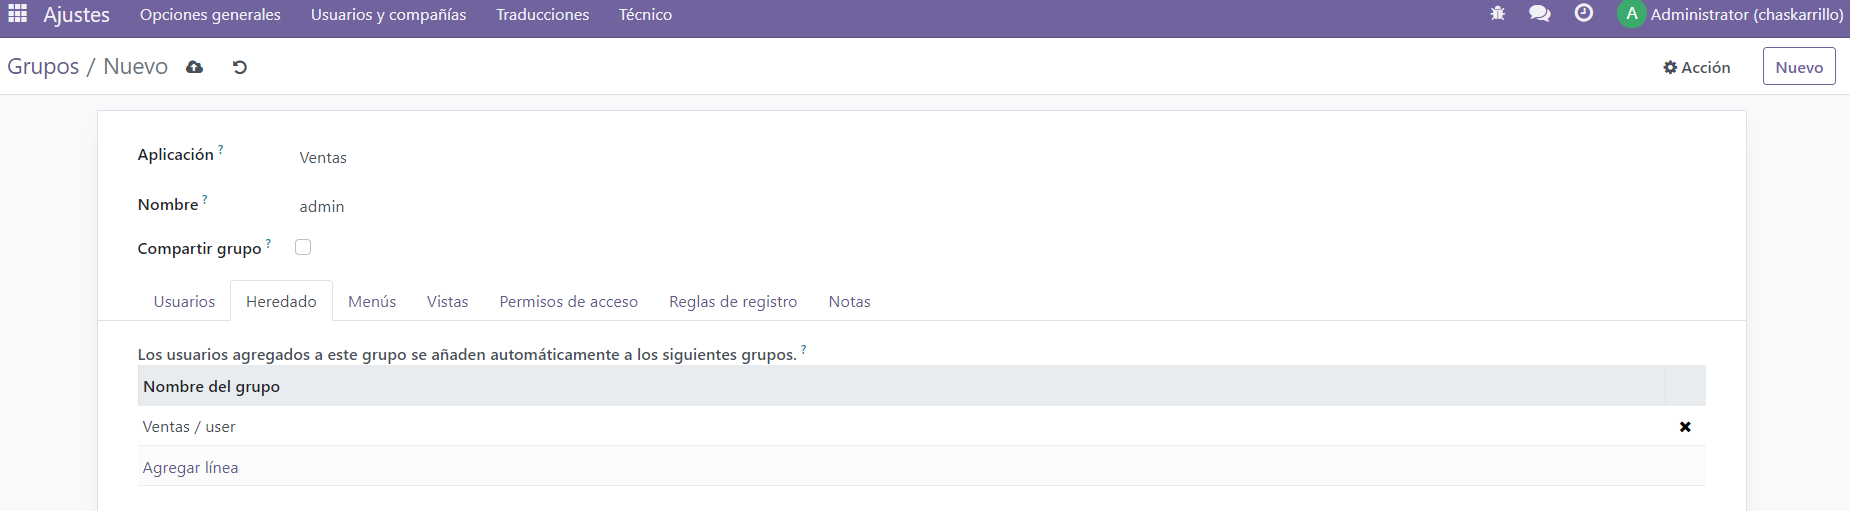 Ajustes Opciones generales Usuarios y compañías Traducciones Técnico A Administrator (chaskarrillo)
Grupos / Nuevo Acción Nuevo
Aplicación ? Ventas
Nombre ? admin
Compartir grupo ?
Usuarios Heredado Menús Vistas Permisos de acceso Reglas de registro Notas
Los usuarios agregados a este grupo se añaden automáticamente a los siguientes grupos. ?
Nombre del grupo
Ventas / user
Agregar línea